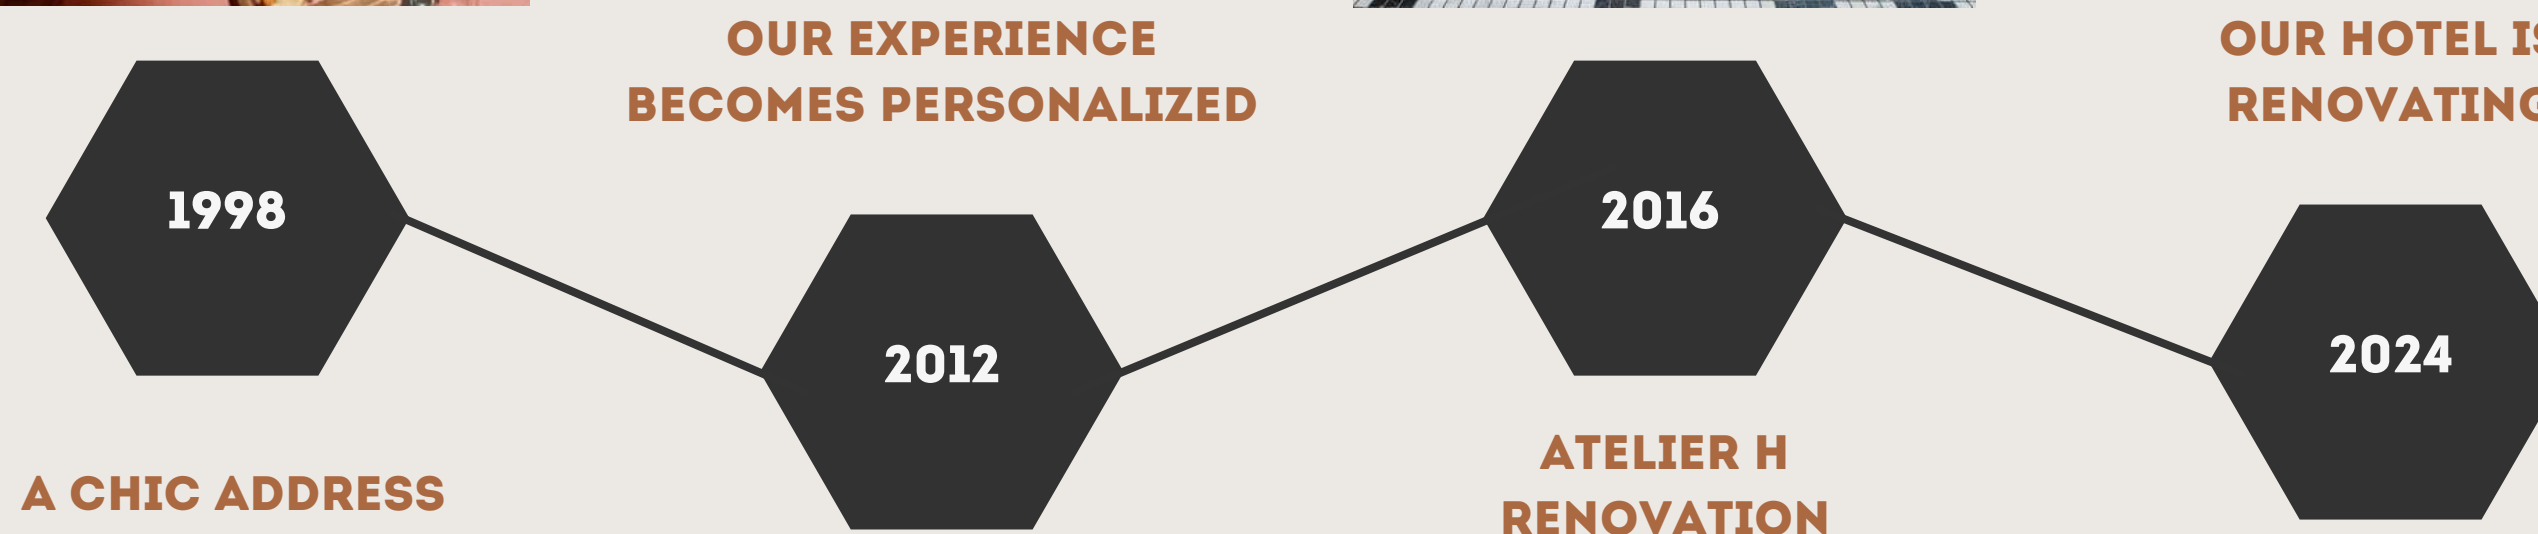 1998
A CHIC ADDRESS
OUR EXPERIENCE
BECOMES PERSONALIZED
2012
2016
ATELIER H
RENOVATION
OUR HOTEL IS
RENOVATING
2024